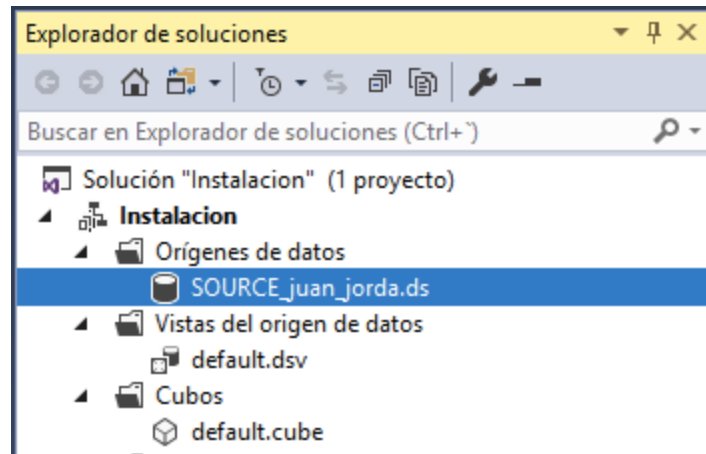 Explorador de soluciones
Buscar en Explorador de soluciones (Ctrl+`)
Solución "Instalacion" (1 proyecto)
Instalacion
Orígenes de datos
SOURCE_juan_jorda.ds
Vistas del origen de datos
default.dsv
Cubos
default.cube